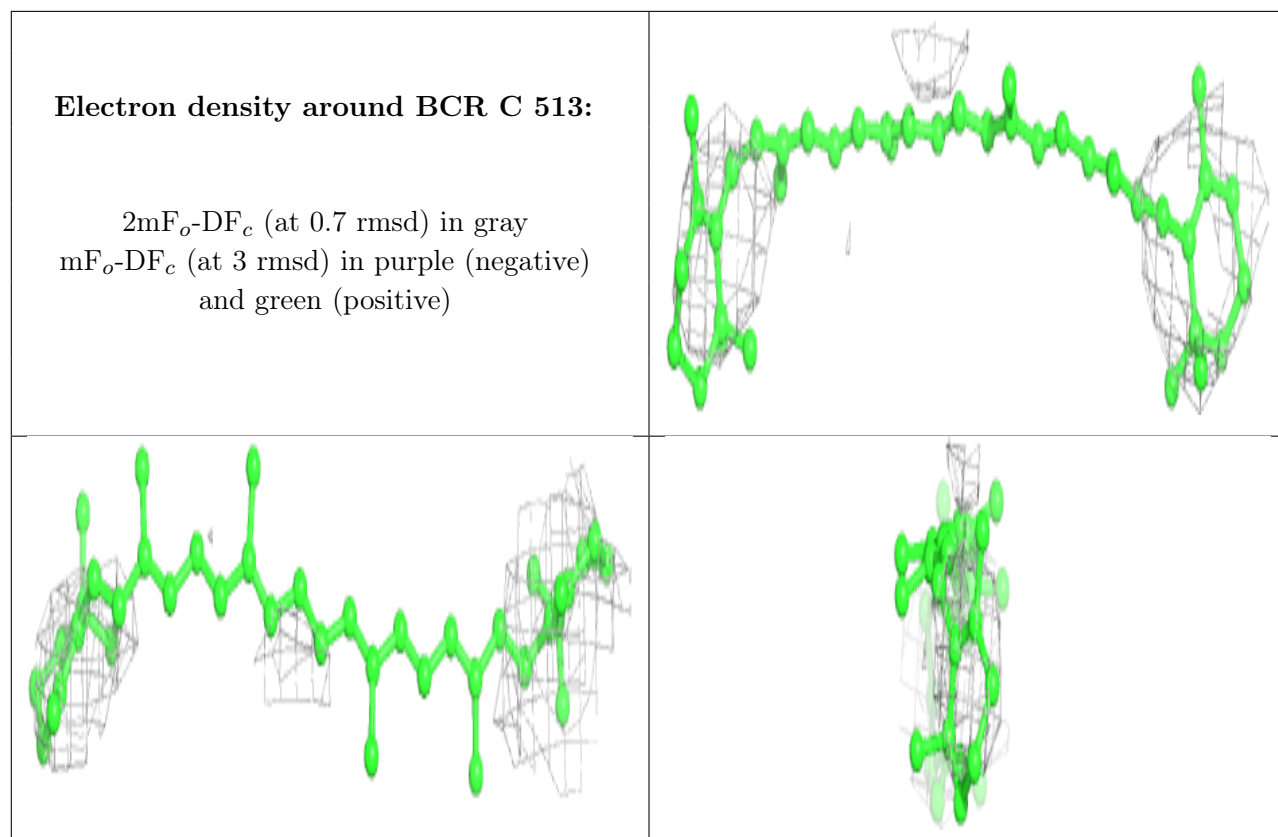 Electron density around BCR C 513:
2mFo-DFc (at 0.7 rmsd) in gray
mFo-DFc (at 3 rmsd) in purple (negative)
and green (positive)